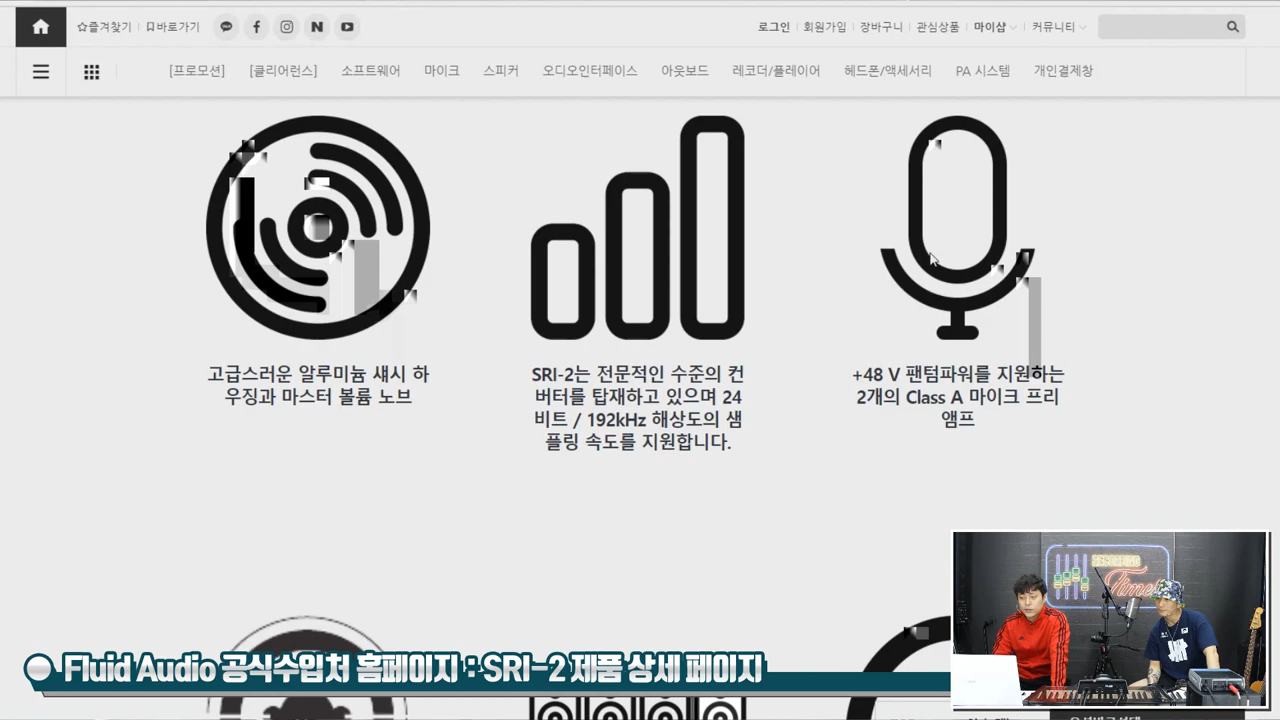 ☆즐겨찾기 바로가기 TALK N 로그인 회원가입 장바구니 관심상품 마이샵 커뮤니티
[프로모션] [클리어런스] 소프트웨어 마이크 스피커 오디오인터페이스 아웃보드 레코더/플레이어 헤드폰/액세서리 PA 시스템 개인결제창
고급스러운 알루미늄 섀시 하
우징과 마스터 볼륨 노브
SRI-2는 전문적인 수준의 컨
버터를 탑재하고 있으며 24
비트 / 192kHz 해상도의 샘
플링 속도를 지원합니다.
+48 V 팬텀파워를 지원하는
2개의 Class A 마이크 프리
앰프
RECORDING
Time
Fluid Audio 공식수입처 홈페이지 : SRI-2 제품 상세 페이지